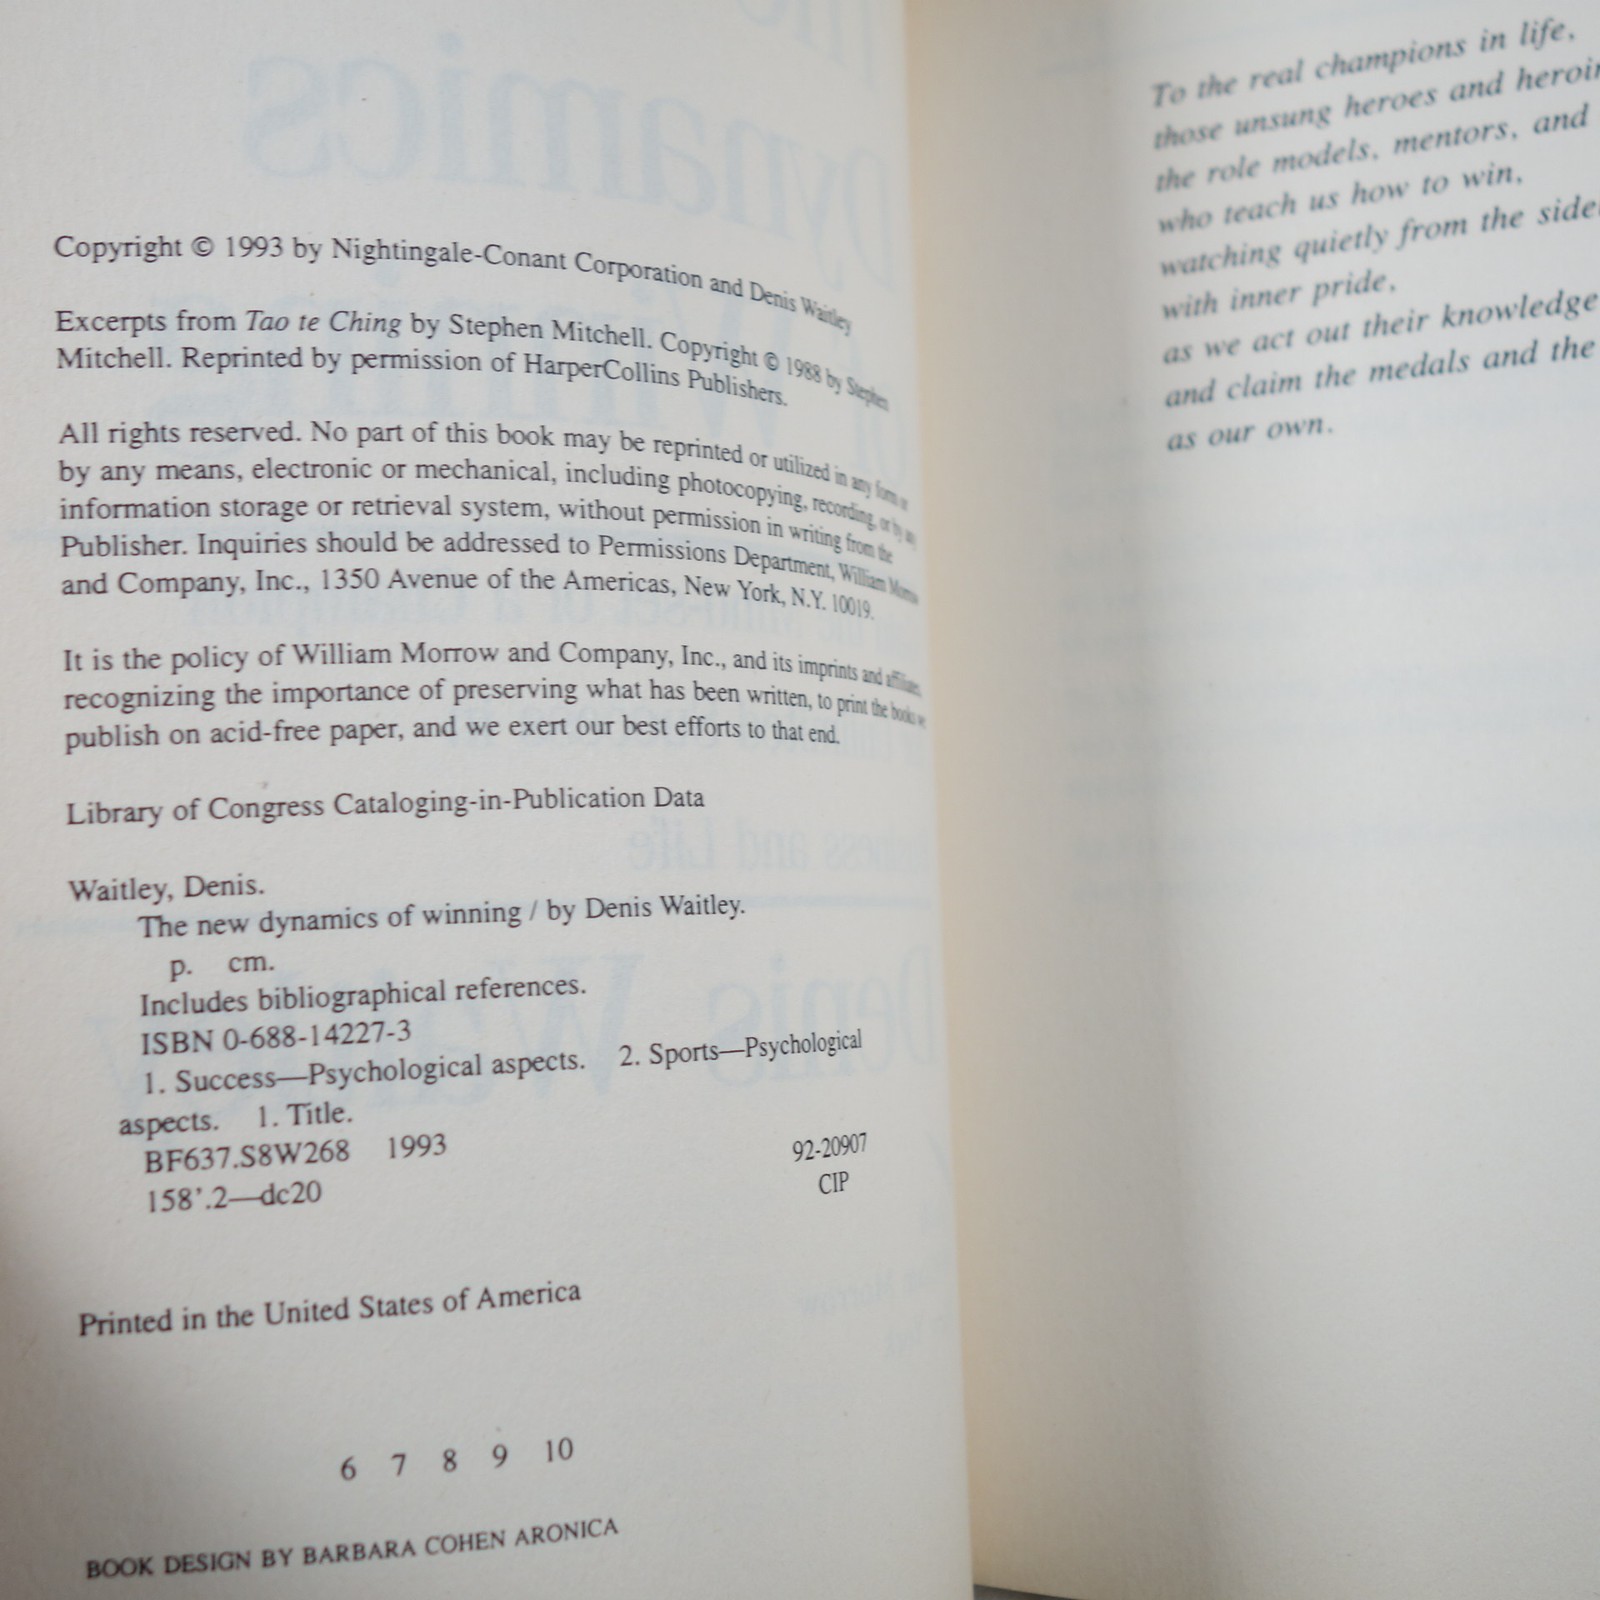 Copyright © 1993 by Nightingale-Conant Corporation and Denis Waitley
Excerpts from Tao te Ching by Stephen Mitchell. Copyright © 1988 by Stephen
Mitchell. Reprinted by permission of HarperCollins Publishers.
All rights reserved. No part of this book may be reprinted or utilized in any form or
by any means, electronic or mechanical, including photocopying, recording, or by any
information storage or retrieval system, without permission in writing from the
Publisher. Inquiries should be addressed to Permissions Department, William Morrow
and Company, Inc., 1350 Avenue of the Americas, New York, N.Y. 10019.
It is the policy of William Morrow and Company, Inc., and its imprints and affiliates,
recognizing the importance of preserving what has been written, to print the books we
publish on acid-free paper, and we exert our best efforts to that end.
Library of Congress Cataloging-in-Publication Data
Waitley, Denis.
The new dynamics of winning / by Denis Waitley.
p. cm.
Includes bibliographical references.
ISBN 0-688-14227-3
1. Success—Psychological aspects. 2. Sports—Psychological
aspects. 1. Title.
BF637.S8W268 1993
92-20907
158'.2—dc20
CIP
Printed in the United States of America
6 7 8 9 10
BOOK DESIGN BY BARBARA COHEN ARONICA
To the real champions in life,
those unsung heroes and
the role models, mentors, and
who teach us how to win,
watching quietly from the
with inner pride,
as we act out their knowledge
and claim the medals and the
as our own.